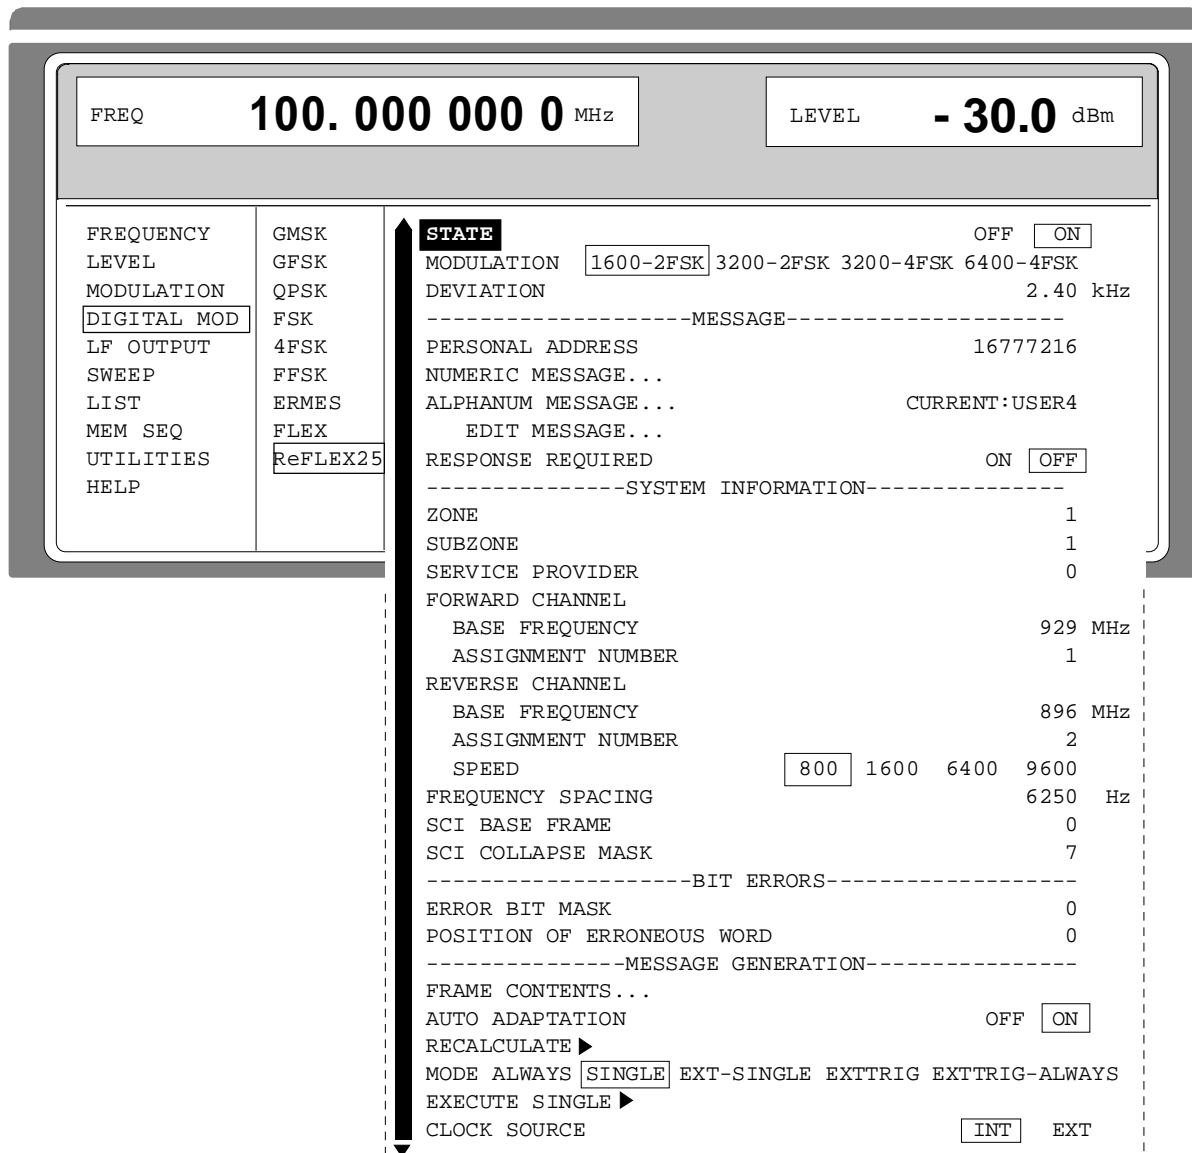 FREQ 100. 000 000 0 MHz LEVEL - 30.0 dBm
FREQUENCY
LEVEL
MODULATION
DIGITAL MOD
LF OUTPUT
SWEEP
LIST
MEM SEQ
UTILITIES
HELP
GMSK
GFSK
QPSK
FSK
4FSK
FFSK
ERMES
FLEX
ReFLEX25
STATE OFF ON
MODULATION 1600-2FSK 3200-2FSK 3200-4FSK 6400-4FSK
DEVIATION 2.40 kHz
--------------------MESSAGE---------------------
PERSONAL ADDRESS 16777216
NUMERIC MESSAGE...
ALPHANUM MESSAGE... CURRENT:USER4
EDIT MESSAGE...
RESPONSE REQUIRED ON OFF
---------------SYSTEM INFORMATION---------------
ZONE 1
SUBZONE 1
SERVICE PROVIDER 0
FORWARD CHANNEL
BASE FREQUENCY 929 MHz
ASSIGNMENT NUMBER 1
REVERSE CHANNEL
BASE FREQUENCY 896 MHz
ASSIGNMENT NUMBER 2
SPEED 800 1600 6400 9600
FREQUENCY SPACING 6250 Hz
SCI BASE FRAME 0
SCI COLLAPSE MASK 7
--------------------BIT ERRORS-------------------
ERROR BIT MASK 0
POSITION OF ERRONEOUS WORD 0
---------------MESSAGE GENERATION----------------
FRAME CONTENTS...
AUTO ADAPTATION OFF ON
RECALCULATE
MODE ALWAYS SINGLE EXT-SINGLE EXTTRIG EXTTRIG-ALWAYS
EXECUTE SINGLE
CLOCK SOURCE INT EXT